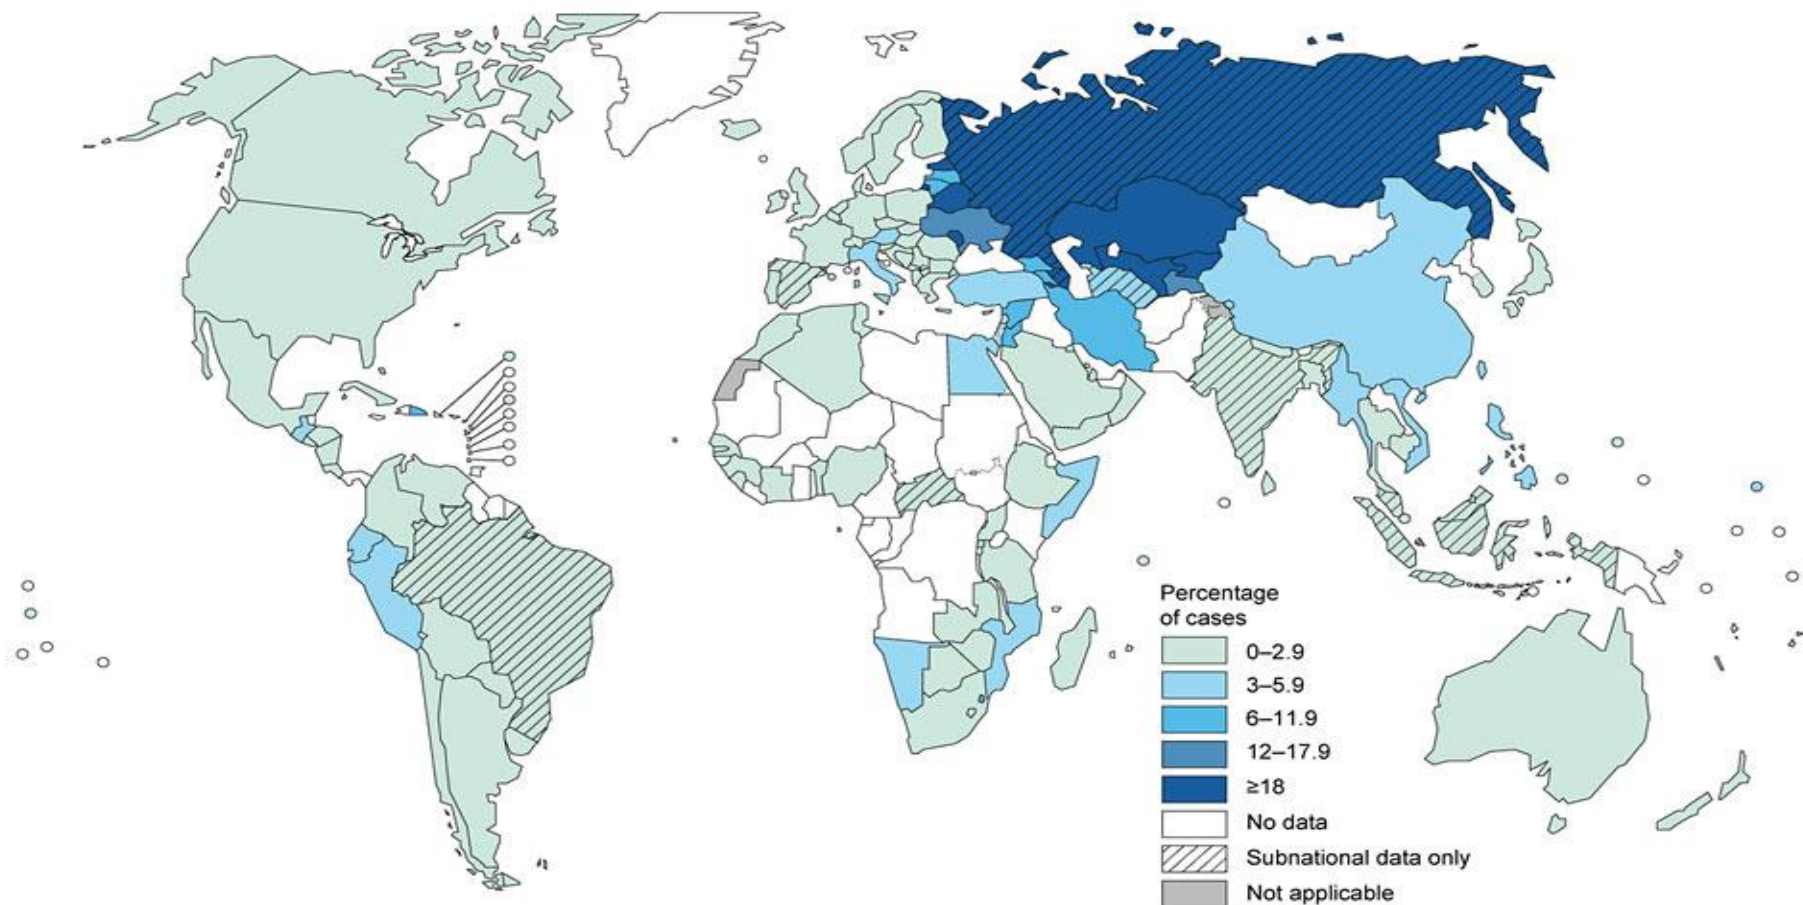 Percentage
of cases
0–2.9
3–5.9
6–11.9
12–17.9
≥18
No data
Subnational data only
Not applicable